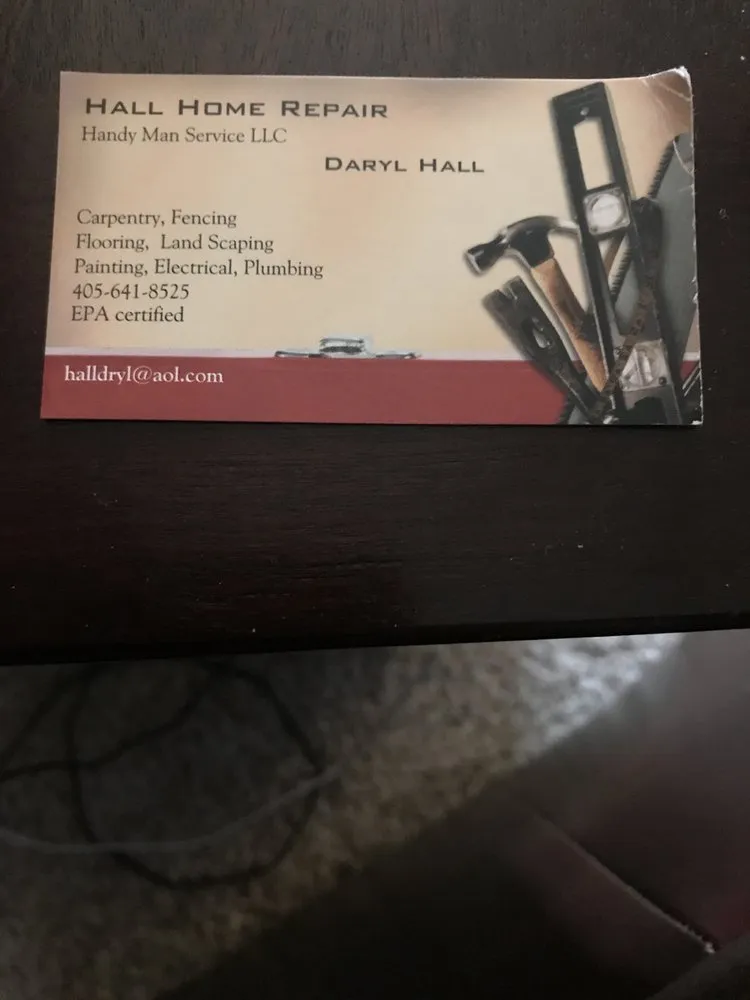 HALL HOME REPAIR
Handy Man Service LLC
DARYL HALL
Carpentry, Fencing
Flooring, Land Scaping
Painting, Electrical, Plumbing
405-641-8525
EPA certified
halldryl@aol.com